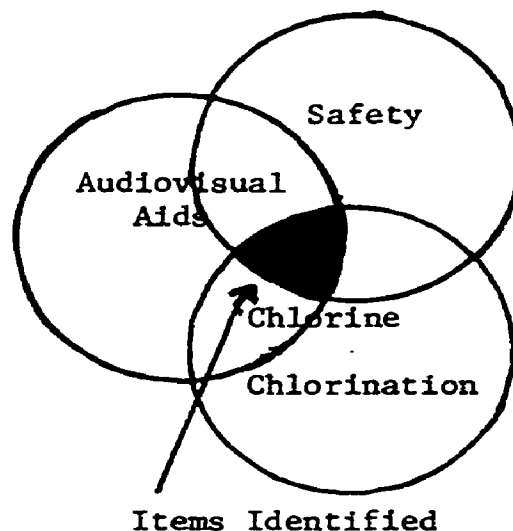 Safety
Audiovisual
Aids
Chlorine
Chlorination
Items Identified